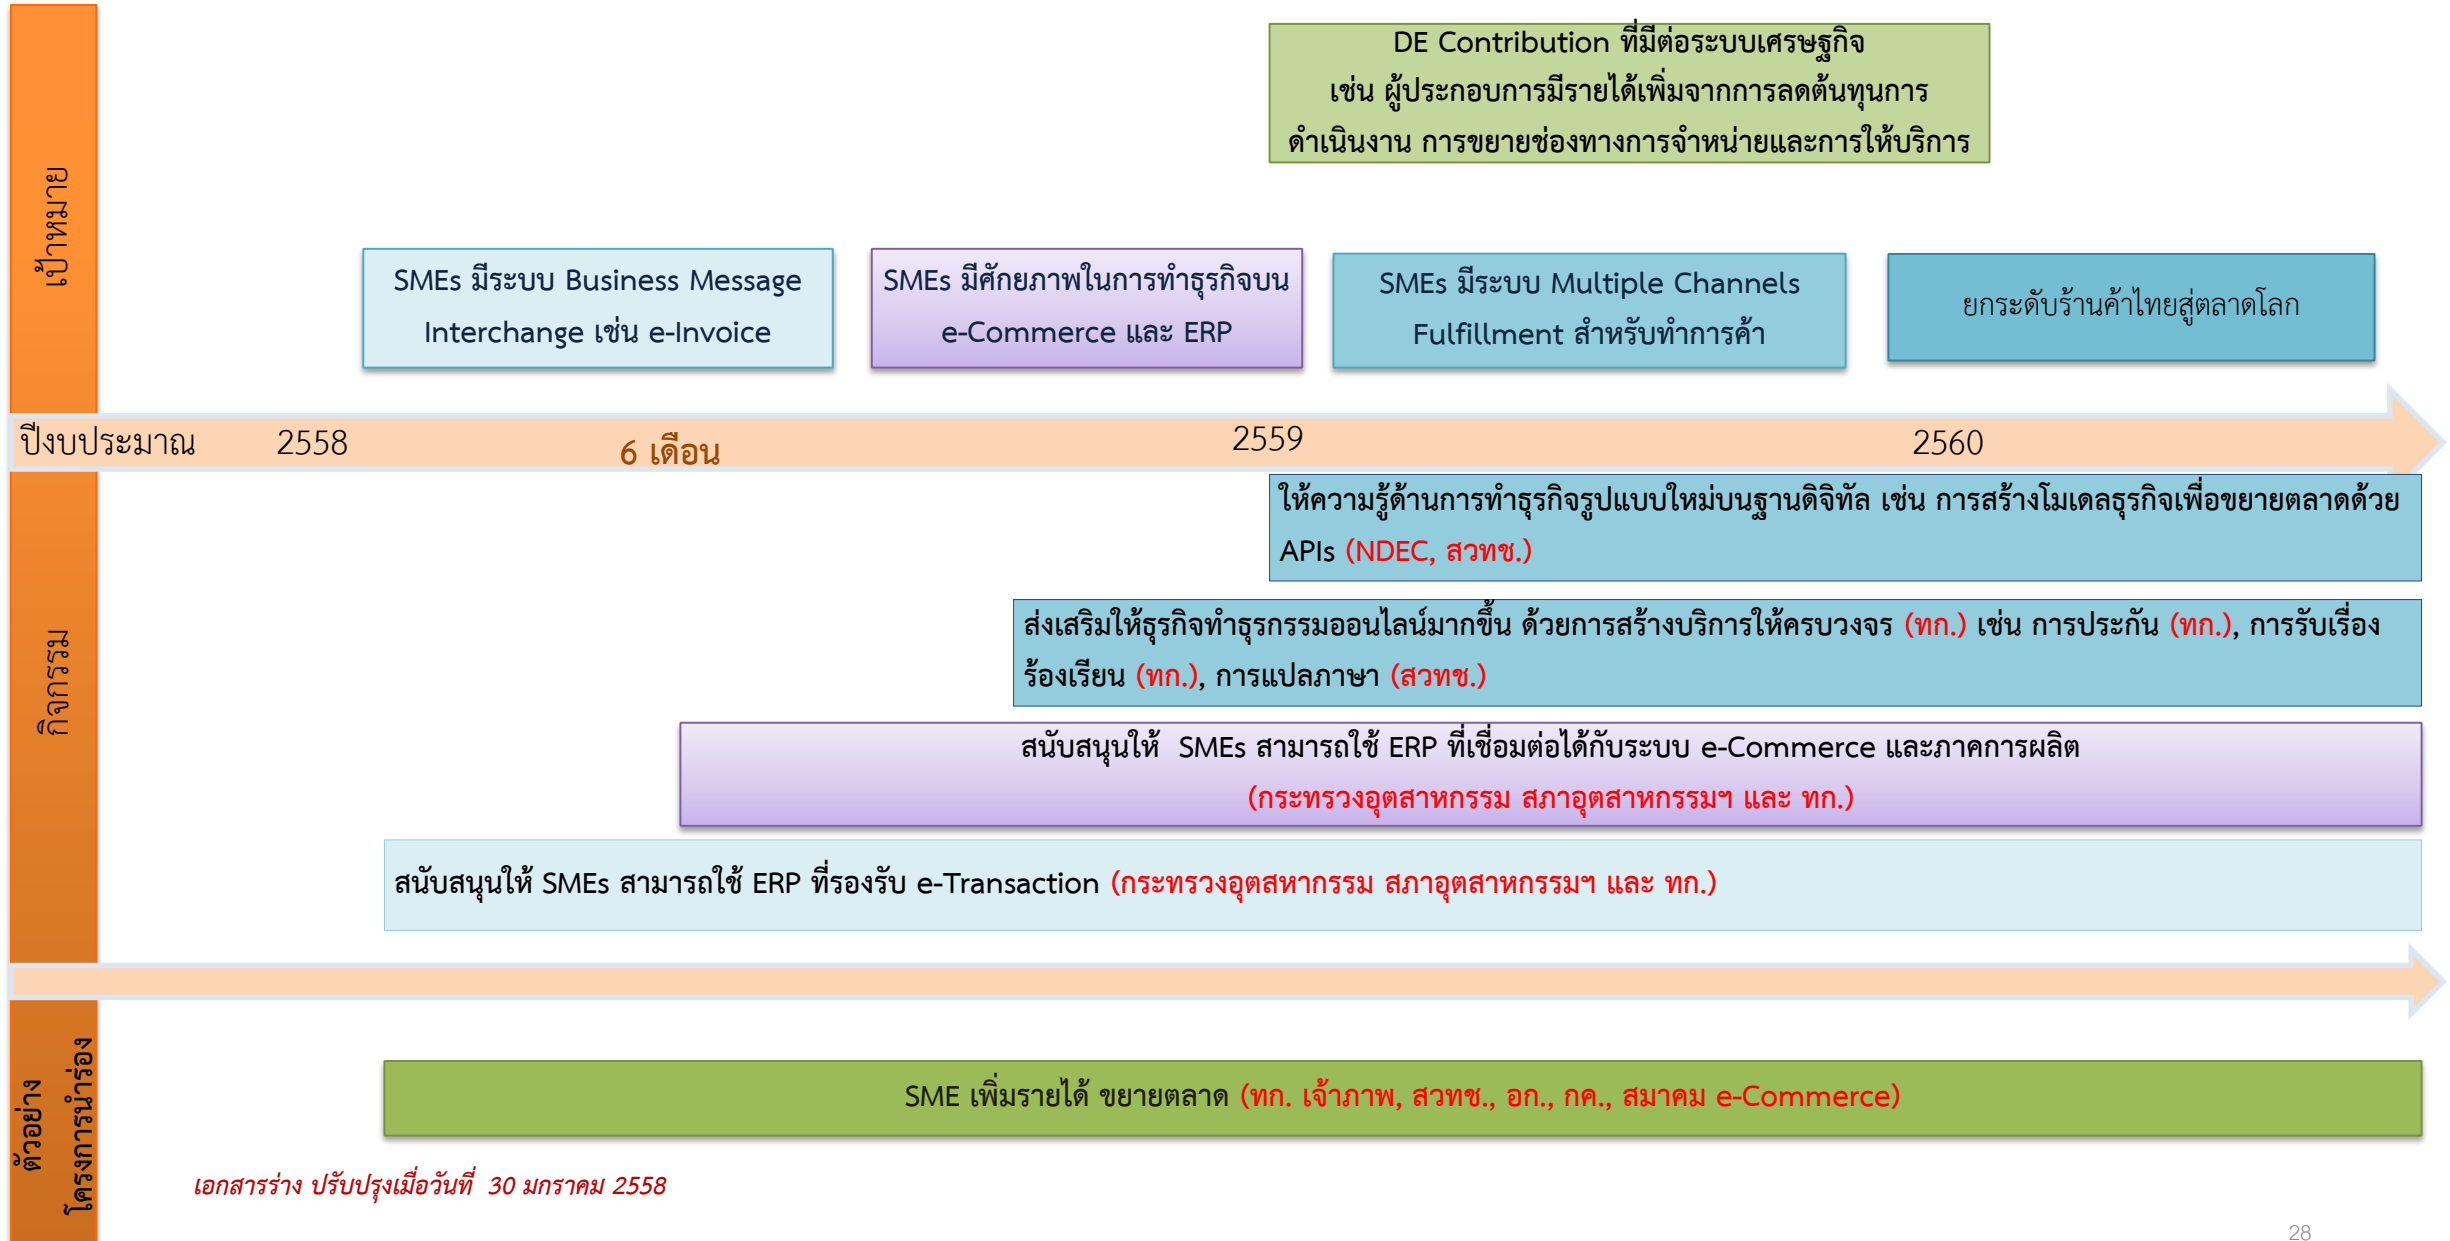 DE Contribution ที่มีต่อระบบเศรษฐกิจ
เช่น ผู้ประกอบการมีรายได้เพิ่มจากการลดต้นทุนการ
ดำเนินงาน การขยายช่องทางการจำหน่ายและการให้บริการ
เป้าหมาย
SMEs มีระบบ Business Message
Interchange เช่น e-Invoice
SMEs มีศักยภาพในการทำธุรกิจบน
e-Commerce และ ERP
SMEs มีระบบ Multiple Channels
Fulfillment สำหรับทำการค้า
ยกระดับร้านค้าไทยสู่ตลาดโลก
ปีงบประมาณ 2558 6 เดือน 2559 2560
กิจกรรม
ให้ความรู้ด้านการทำธุรกิจรูปแบบใหม่บนฐานดิจิทัล เช่น การสร้างโมเดลธุรกิจเพื่อขยายตลาดด้วย
APIs (NDEC, สวทช.)
ส่งเสริมให้ธุรกิจทำธุรกรรมออนไลน์มากขึ้น ด้วยการสร้างบริการให้ครบวงจร (ทก.) เช่น การประกัน (ทก.), การรับเรื่อง
ร้องเรียน (ทก.), การแปลภาษา (สวทช.)
สนับสนุนให้ SMEs สามารถใช้ ERP ที่เชื่อมต่อได้กับระบบ e-Commerce และภาคการผลิต
(กระทรวงอุตสาหกรรม สภาอุตสาหกรรมฯ และ ทก.)
สนับสนุนให้ SMEs สามารถใช้ ERP ที่รองรับ e-Transaction (กระทรวงอุตสหากรรม สภาอุตสาหกรรมฯ และ ทก.)
ตัวอย่าง
โครงการนำร่อง
SME เพิ่มรายได้ ขยายตลาด (ทก. เจ้าภาพ, สวทช., อก., กค., สมาคม e-Commerce)
เอกสารร่าง ปรับปรุงเมื่อวันที่ 30 มกราคม 2558
28